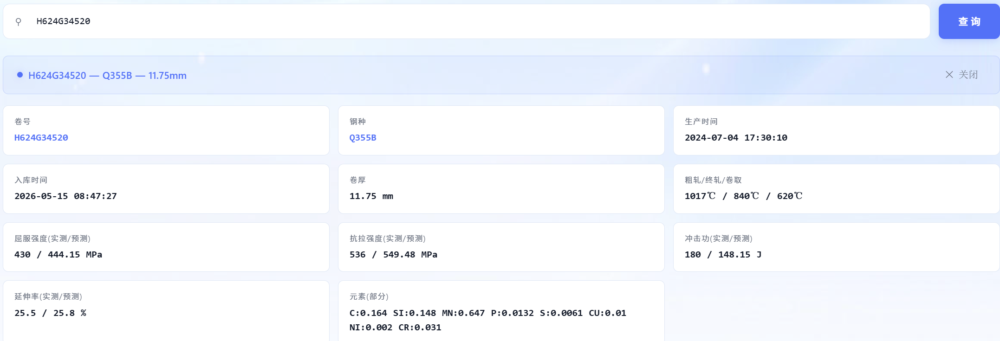 H624G34520
查询
H624G34520 — Q355B — 11.75mm
× 关闭
卷号
H624G34520
钢种
Q355B
生产时间
2024-07-04 17:30:10
入库时间
2026-05-15 08:47:27
卷厚
11.75 mm
粗轧/终轧/卷取
1017℃ / 840℃ / 620℃
屈服强度(实测/预测)
430 / 444.15 MPa
抗拉强度(实测/预测)
536 / 549.48 MPa
冲击功(实测/预测)
180 / 148.15 J
延伸率(实测/预测)
25.5 / 25.8 %
元素(部分)
C:0.164 SI:0.148 MN:0.647 P:0.0132 S:0.0061 CU:0.01
NI:0.002 CR:0.031